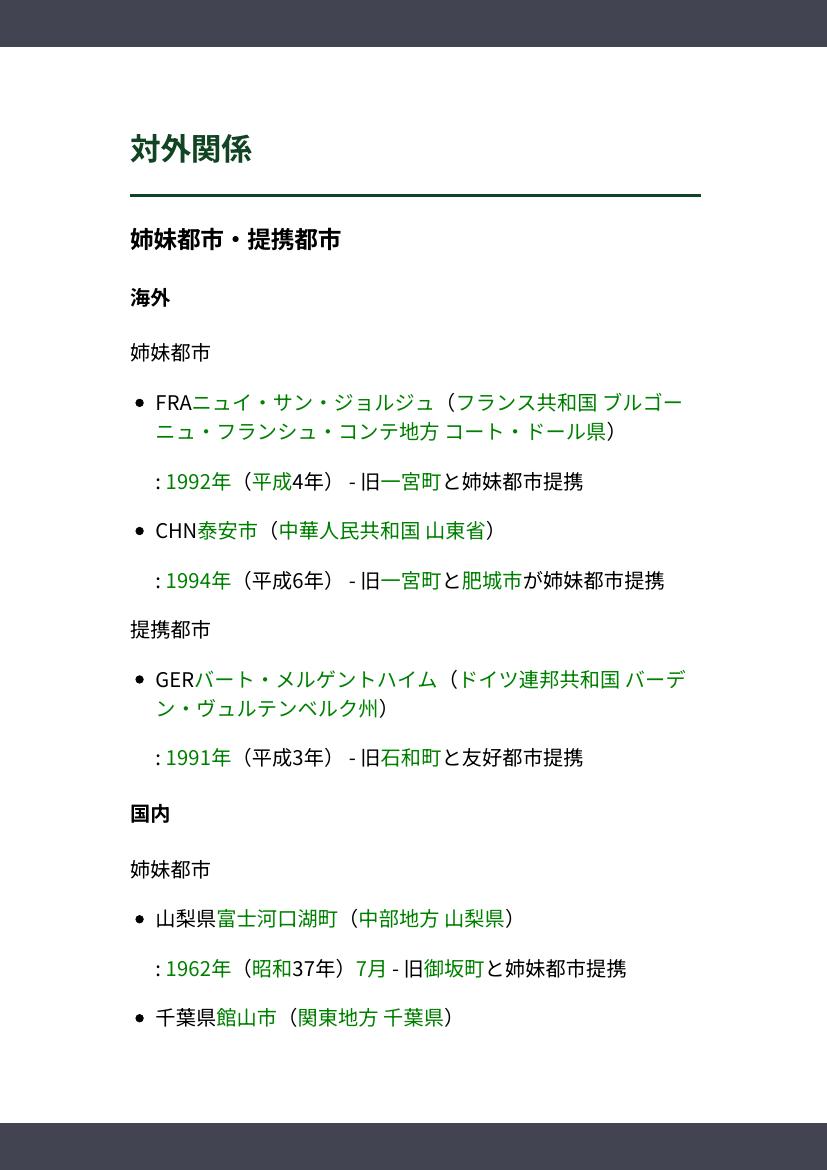 対外関係
姉妹都市・提携都市
海外
姉妹都市
• FRAニュイ・サン・ジョルジュ（フランス共和国 ブルゴー
ニュ・フランシュ・コンテ地方 コート・ドール県）
: 1992年（平成4年） - 旧一宮町と姉妹都市提携
• CHN泰安市（中華人民共和国 山東省）
: 1994年（平成6年） - 旧一宮町と肥城市が姉妹都市提携
提携都市
• GERバート・メルゲントハイム（ドイツ連邦共和国 バーデ
ン・ヴュルテンベルク州）
: 1991年（平成3年） - 旧石和町と友好都市提携
国内
姉妹都市
• 山梨県富士河口湖町（中部地方 山梨県）
: 1962年（昭和37年）7月 - 旧御坂町と姉妹都市提携
• 千葉県館山市（関東地方 千葉県）